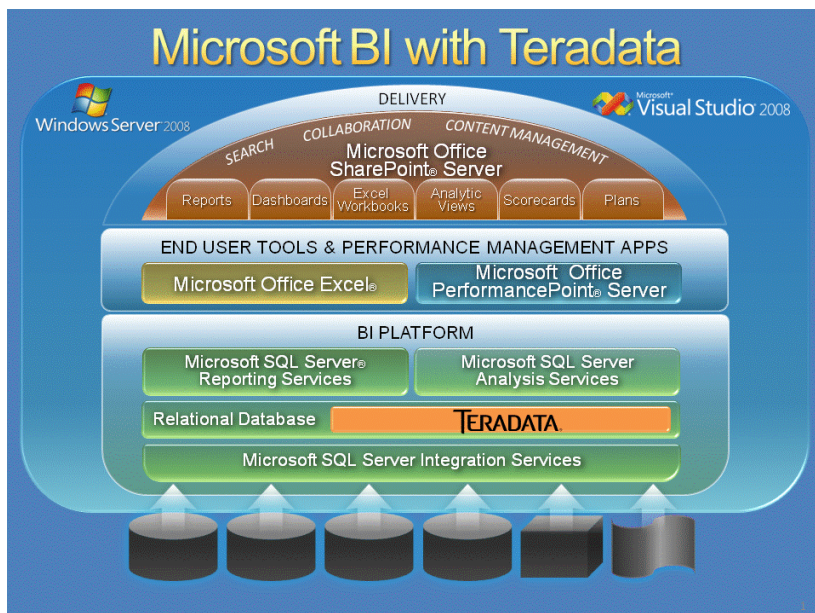 Microsoft BI with Teradata
Windows Server 2008
Microsoft®
Visual Studio 2008
DELIVERY
SEARCH COLLABORATION CONTENT MANAGEMENT
Microsoft Office
SharePoint® Server
Reports
Dashboards
Excel
Workbooks
Analytic
Views
Scorecards
Plans
END USER TOOLS & PERFORMANCE MANAGEMENT APPS
Microsoft Office Excel®
Microsoft Office
PerformancePoint® Server
BI PLATFORM
Microsoft SQL Server®
Reporting Services
Microsoft SQL Server
Analysis Services
Relational Database
TERADATA®
Microsoft SQL Server Integration Services